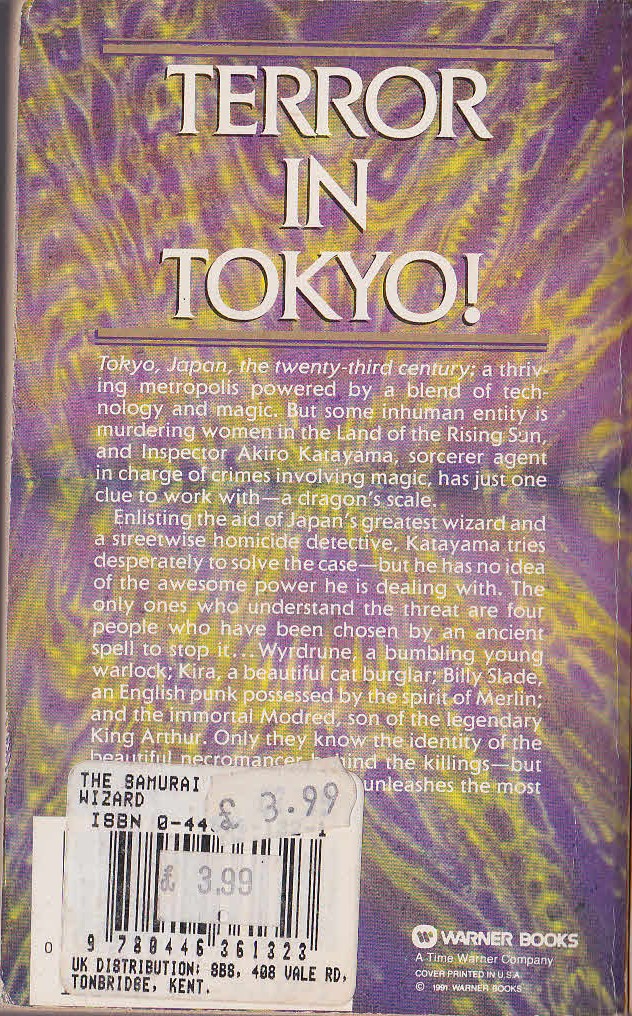 TERROR
IN
TOKYO!
Tokyo, Japan, the twenty-third century; a thriv-
ing metropolis powered by a blend of tech-
nology and magic. But some inhuman entity is
murdering women in the Land of the Rising Sun,
and Inspector Akiro Katayama, sorcerer agent
in charge of crimes involving magic, has just one
clue to work with—a dragon's scale.
Enlisting the aid of Japan's greatest wizard and
a streetwise homicide detective, Katayama tries
desperately to solve the case—but he has no idea
of the awesome power he is dealing with. The
only ones who understand the threat are four
people who have been chosen by an ancient
spell to stop it... Wyrdrune, a bumbling young
warlock; Kira, a beautiful cat burglar; Billy Slade,
an English punk possessed by the spirit of Merlin;
and the immortal Modred, son of the legendary
King Arthur. Only they know the identity of the
beautiful necromancer behind the killings—but
unleashes the most
THE SAMURAI
WIZARD
£ 3.99
ISBN 0-44
£ 3.99
0
9 780446 361323
UK DISTRIBUTION: BBS, 408 VALE RD,
TONBRIDGE, KENT.
WARNER BOOKS
A Time Warner Company
COVER PRINTED IN U.S.A.
© 1991 WARNER BOOKS